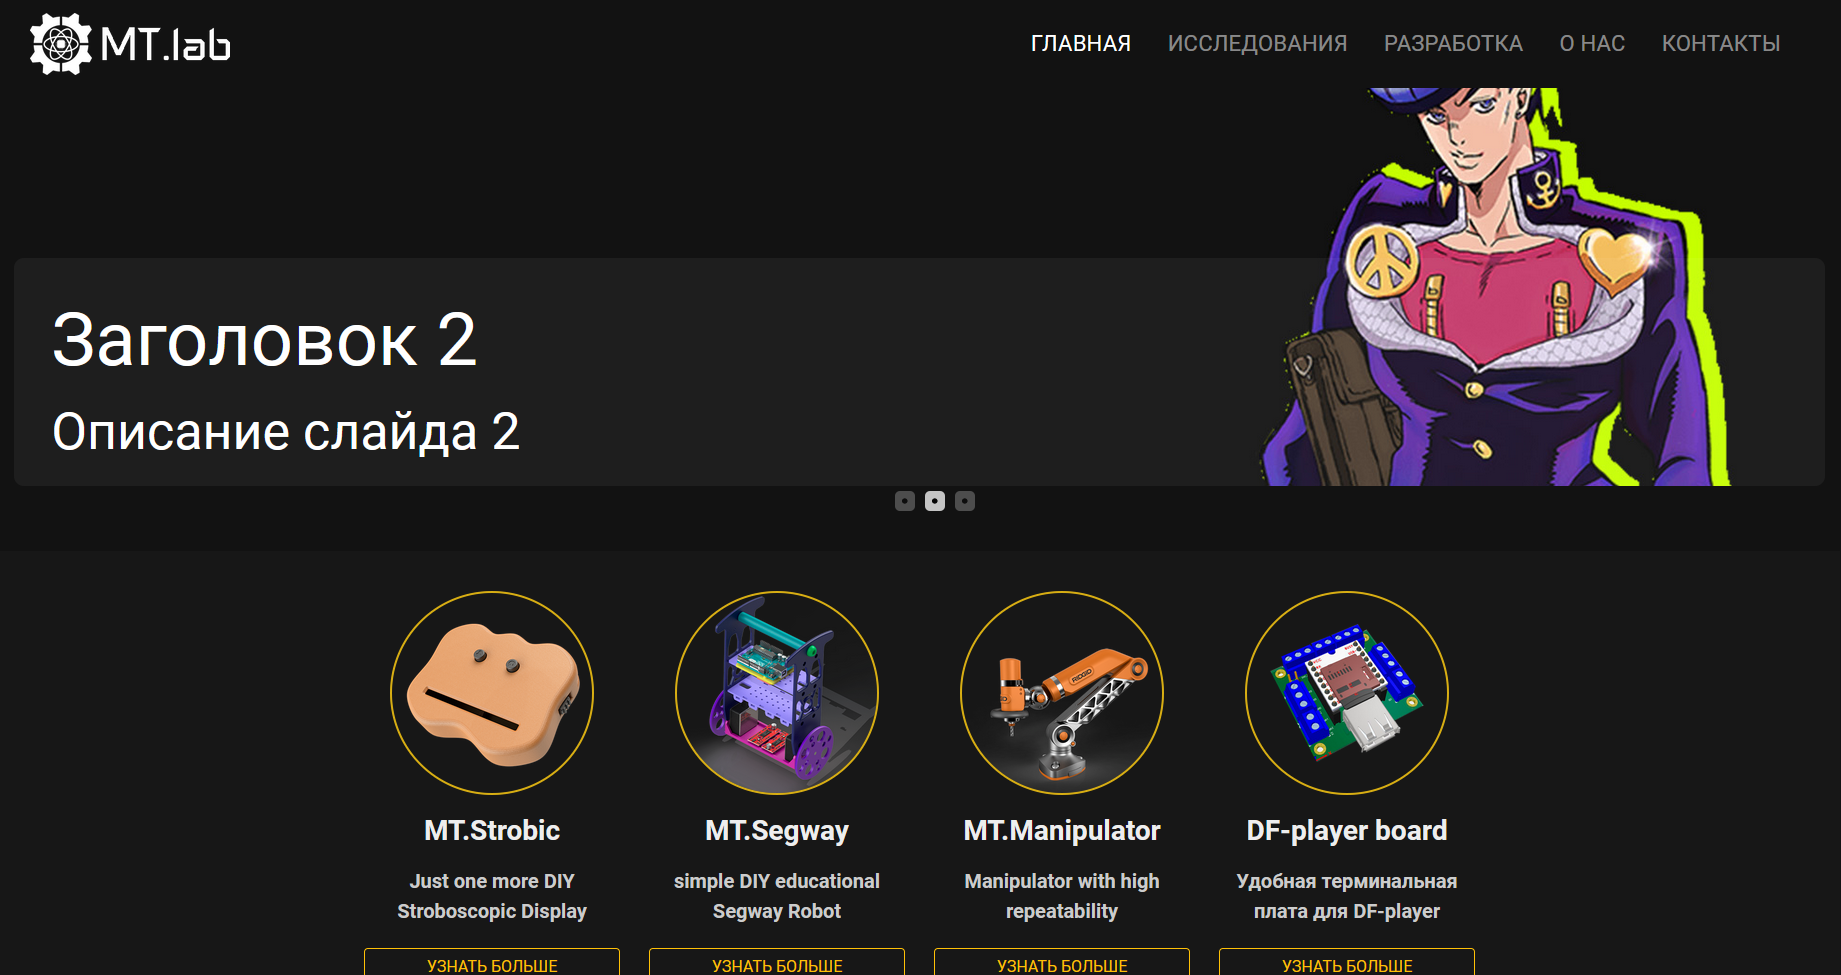 MT.lab
ГЛАВНАЯ ИССЛЕДОВАНИЯ РАЗРАБОТКА О НАС КОНТАКТЫ
Заголовок 2
Описание слайда 2
RIDGID
MT.Strobic
Just one more DIY
Stroboscopic Display
УЗНАТЬ БОЛЬШЕ
MT.Segway
simple DIY educational
Segway Robot
УЗНАТЬ БОЛЬШЕ
MT.Manipulator
Manipulator with high
repeatability
УЗНАТЬ БОЛЬШЕ
DF-player board
Удобная терминальная
плата для DF-player
УЗНАТЬ БОЛЬШЕ